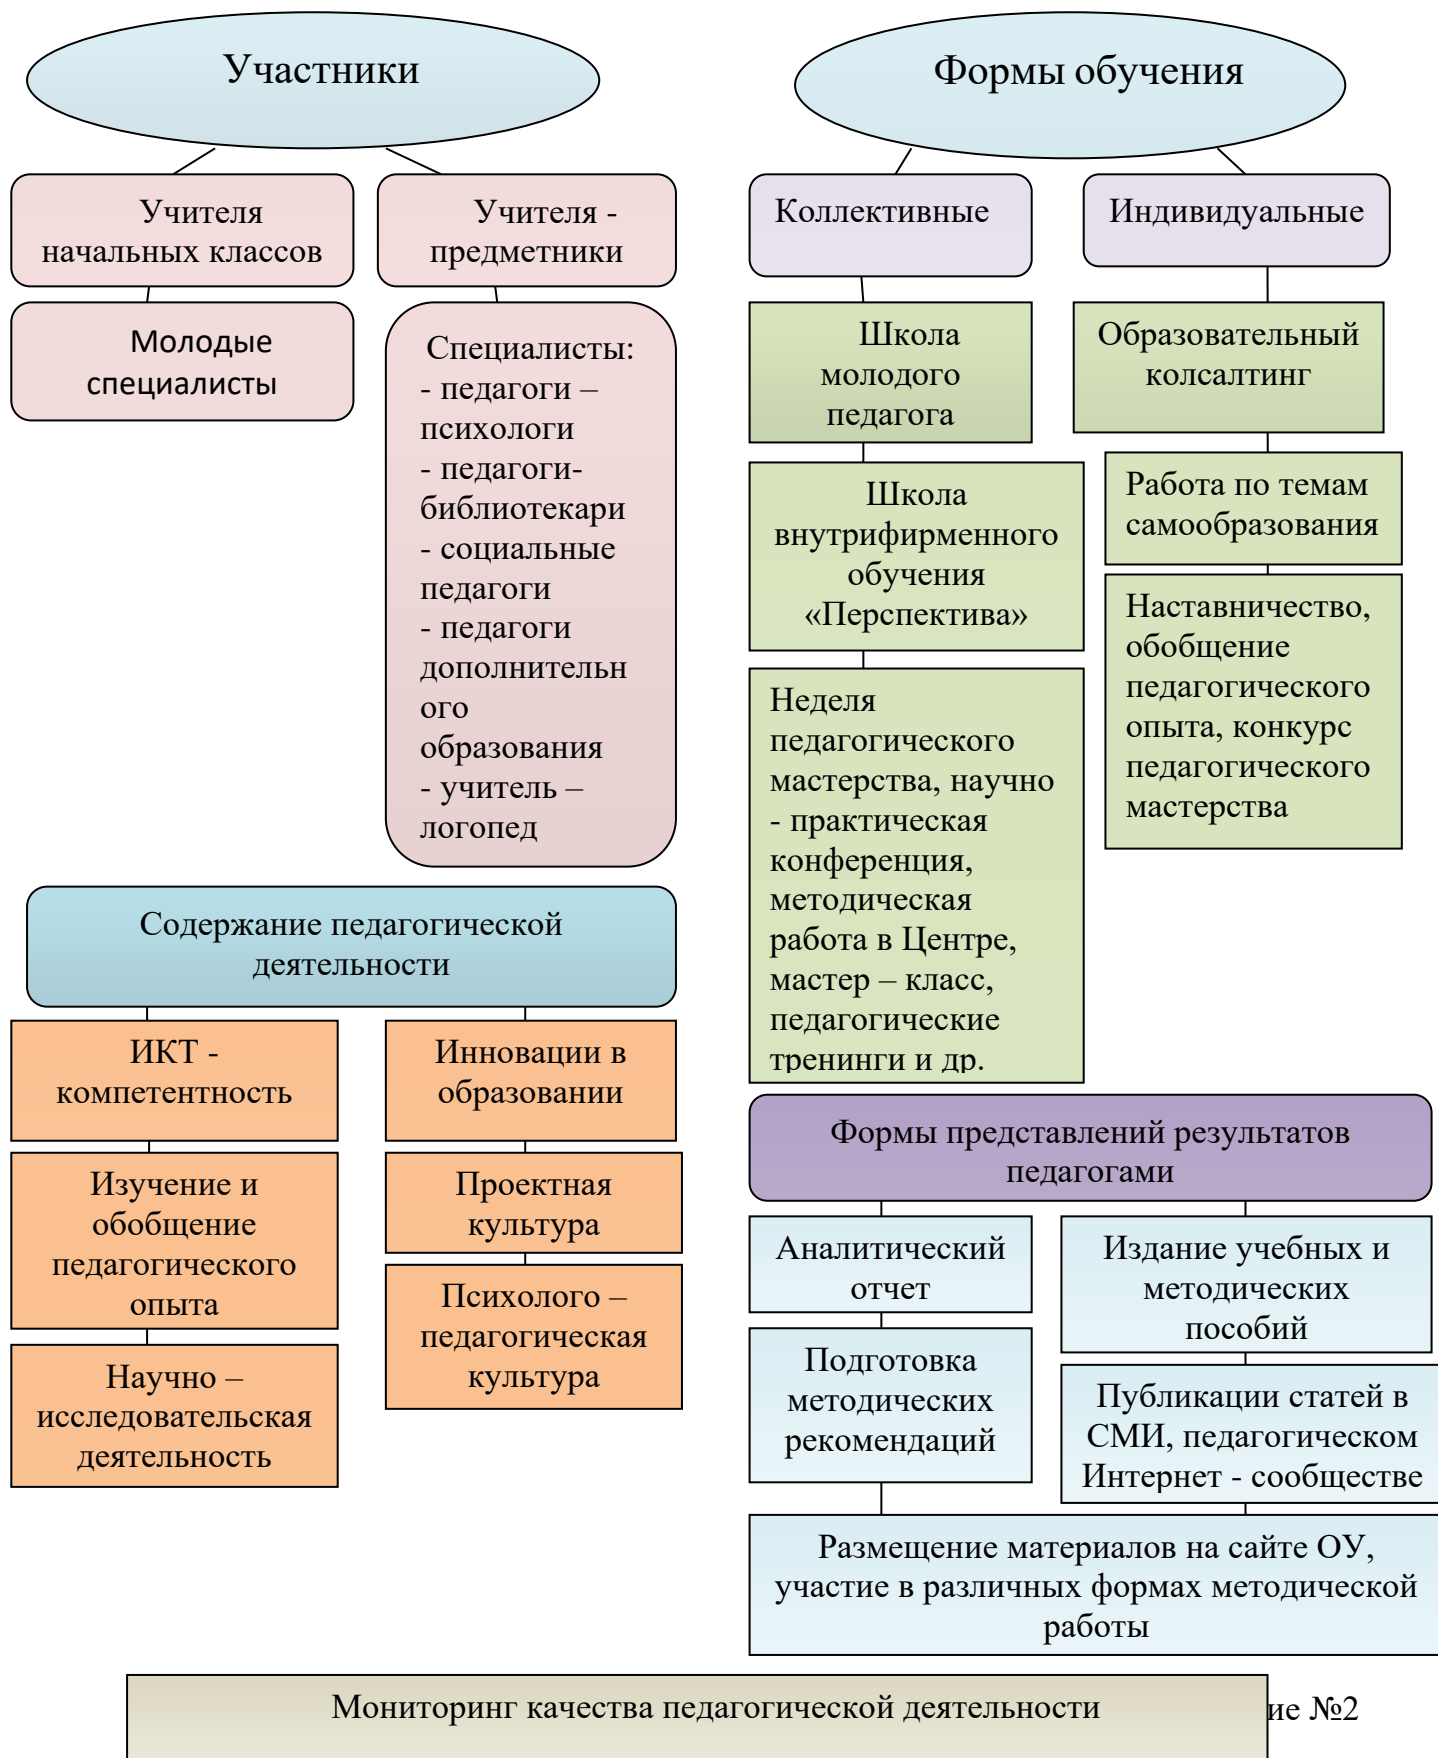 Участники
Учителя
начальных классов
Учителя -
предметники
Молодые
специалисты
Специалисты:
- педагоги –
психологи
- педагоги-
библиотекари
- социальные
педагоги
- педагоги
дополнительн
ого
образования
- учитель –
логопед
Формы обучения
Коллективные
Индивидуальные
Школа
молодого
педагога
Образовательный
колсалтинг
Школа
внутрифирменного
обучения
«Перспектива»
Работа по темам
самообразования
Неделя
педагогического
мастерства, научно
- практическая
конференция,
методическая
работа в Центре,
мастер – класс,
педагогические
тренинги и др.
Наставничество,
обобщение
педагогического
опыта, конкурс
педагогического
мастерства
Содержание педагогической
деятельности
ИКТ -
компетентность
Инновации в
образовании
Изучение и
обобщение
педагогического
опыта
Проектная
культура
Научно –
исследовательская
деятельность
Психолого –
педагогическая
культура
Формы представлений результатов
педагогами
Аналитический
отчет
Издание учебных и
методических
пособий
Подготовка
методических
рекомендаций
Публикации статей в
СМИ, педагогическом
Интернет - сообществе
Размещение материалов на сайте ОУ,
участие в различных формах методической
работы
Мониторинг качества педагогической деятельности
ие №2